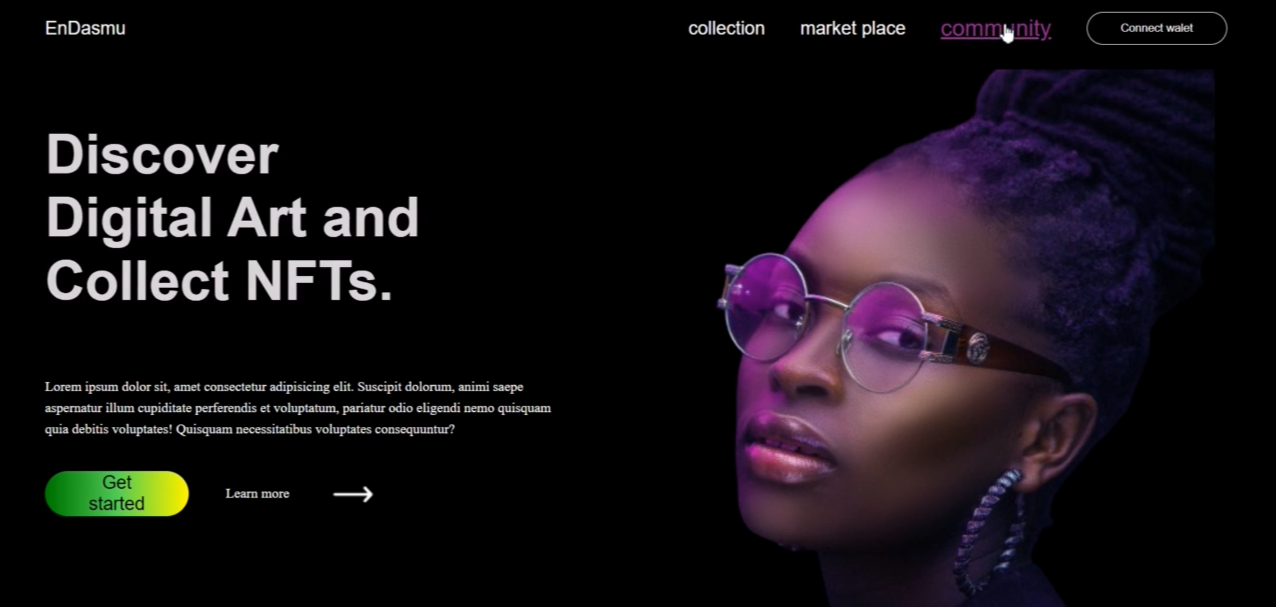 EnDasmu
collection
market place
community
Connect walet
Discover
Digital Art and
Collect NFTs.
Lorem ipsum dolor sit, amet consectetur adipisicing elit. Suscipit dolorum, animi saepe
aspernatur illum cupiditate perferendis et voluptatum, pariatur odio eligendi nemo quisquam
quia debitis voluptates! Quisquam necessitatibus voluptates consequuntur?
Get
started
Learn more